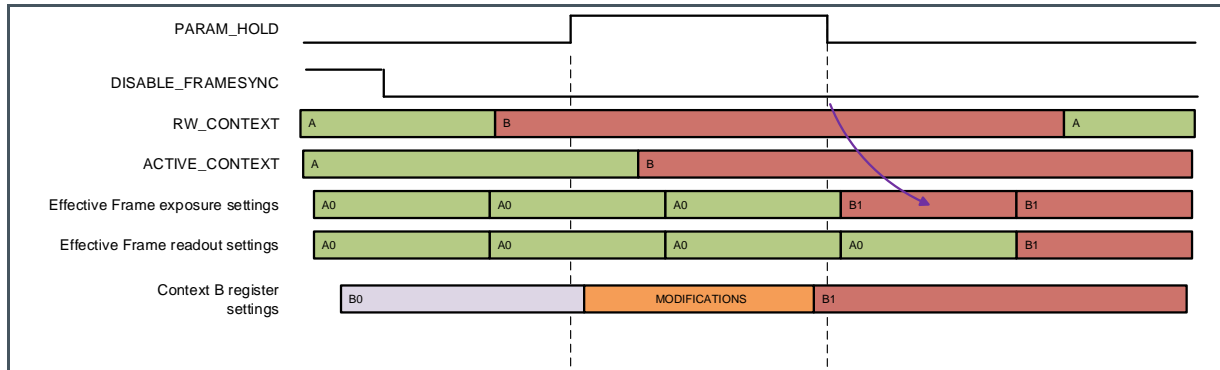 PARAM_HOLD
DISABLE_FRAMESYNC
RW_CONTEXT
A
B
A
ACTIVE_CONTEXT
A
B
Effective Frame exposure settings
A0
A0
A0
B1
B1
Effective Frame readout settings
A0
A0
A0
A0
B1
Context B register
settings
B0
MODIFICATIONS
B1